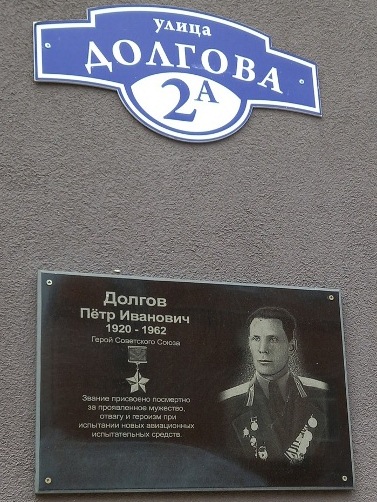 улица
ДОЛГОВА
2А
Долгов
Пётр Иванович
1920 - 1962
Герой Советского Союза
Звание присвоено посмертно
за проявленное мужество,
отвагу и героизм при
испытании новых авиационных
испытательных средств.